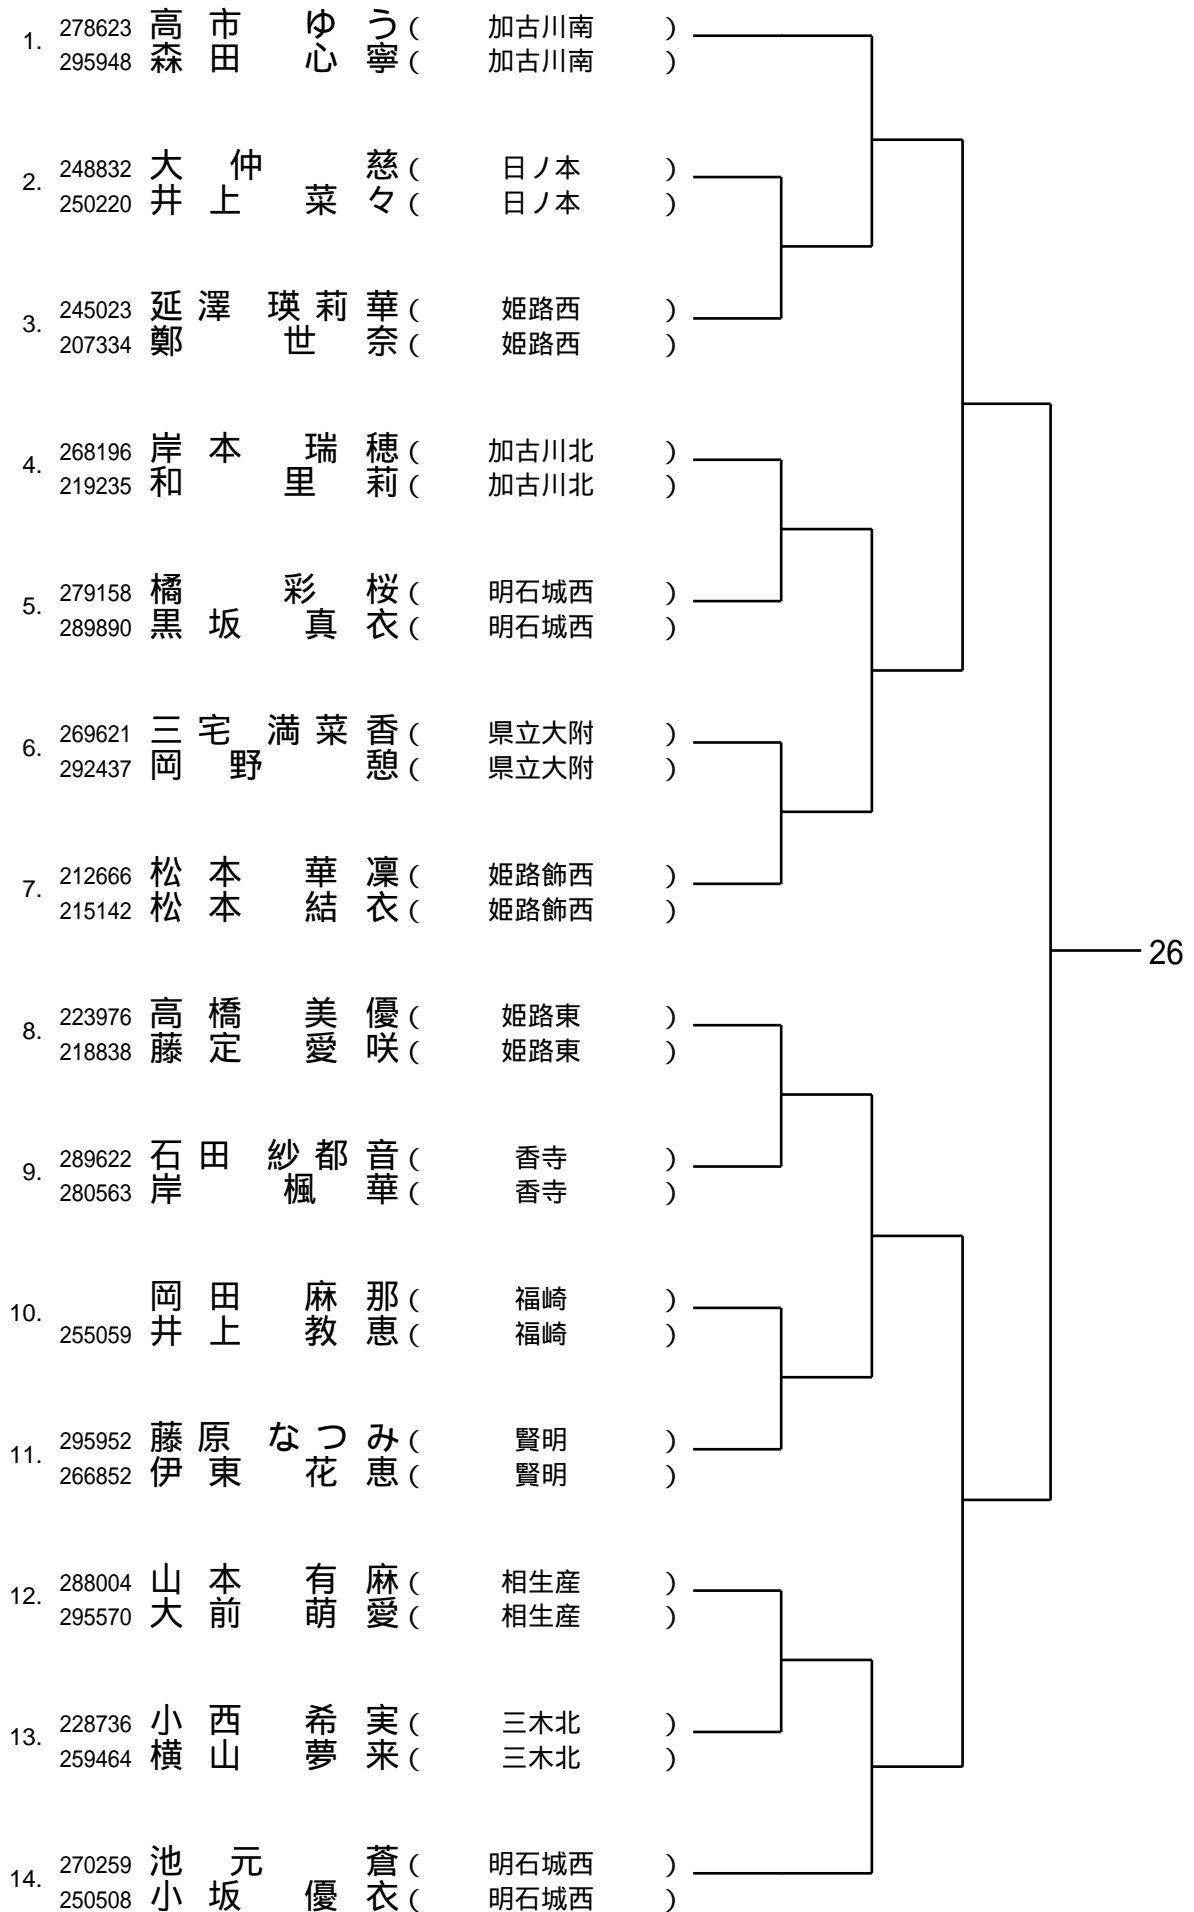 1. 278623 高市 ゆう ( 加古川南 )
295948 森田 心寧 ( 加古川南 )
2. 248832 大仲 慈 ( 日ノ本 )
250220 井上 菜々 ( 日ノ本 )
3. 245023 延澤 瑛莉華 ( 姫路西 )
207334 鄭 世奈 ( 姫路西 )
4. 268196 岸本 瑞穂 ( 加古川北 )
219235 和 里莉 ( 加古川北 )
5. 279158 橘 彩桜 ( 明石城西 )
289890 黒坂 真衣 ( 明石城西 )
6. 269621 三宅 満菜香 ( 県立大附 )
292437 岡野 憩 ( 県立大附 )
7. 212666 松本 華凜 ( 姫路飾西 )
215142 松本 結衣 ( 姫路飾西 )
26
8. 223976 高橋 美優 ( 姫路東 )
218838 藤定 愛咲 ( 姫路東 )
9. 289622 石田 紗都音 ( 香寺 )
280563 岸 楓華 ( 香寺 )
10. 岡田 麻那 ( 福崎 )
255059 井上 教恵 ( 福崎 )
11. 295952 藤原 なつみ ( 賢明 )
266852 伊東 花恵 ( 賢明 )
12. 288004 山本 有麻 ( 相生産 )
295570 大前 萌愛 ( 相生産 )
13. 228736 小西 希実 ( 三木北 )
259464 横山 夢来 ( 三木北 )
14. 270259 池元 蒼 ( 明石城西 )
250508 小坂 優衣 ( 明石城西 )